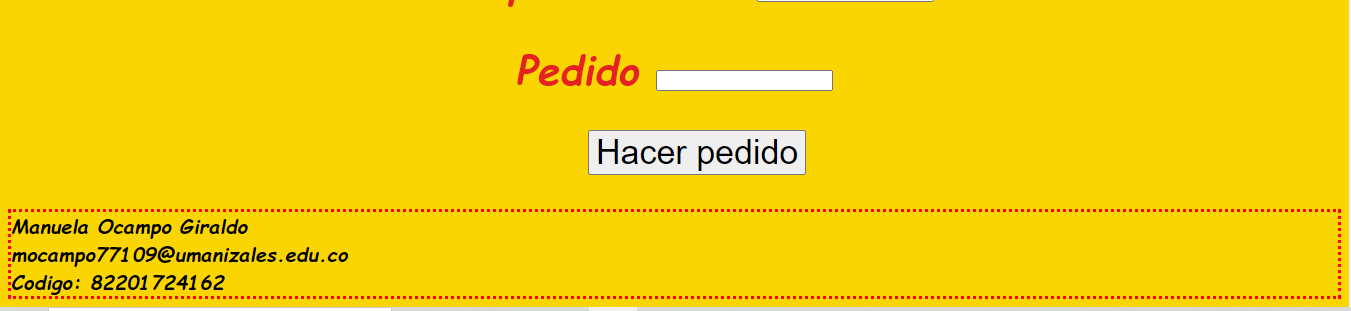 Pedido
Hacer pedido
Manuela Ocampo Giraldo
mocampo77109@umanizales.edu.co
Codigo: 82201724162